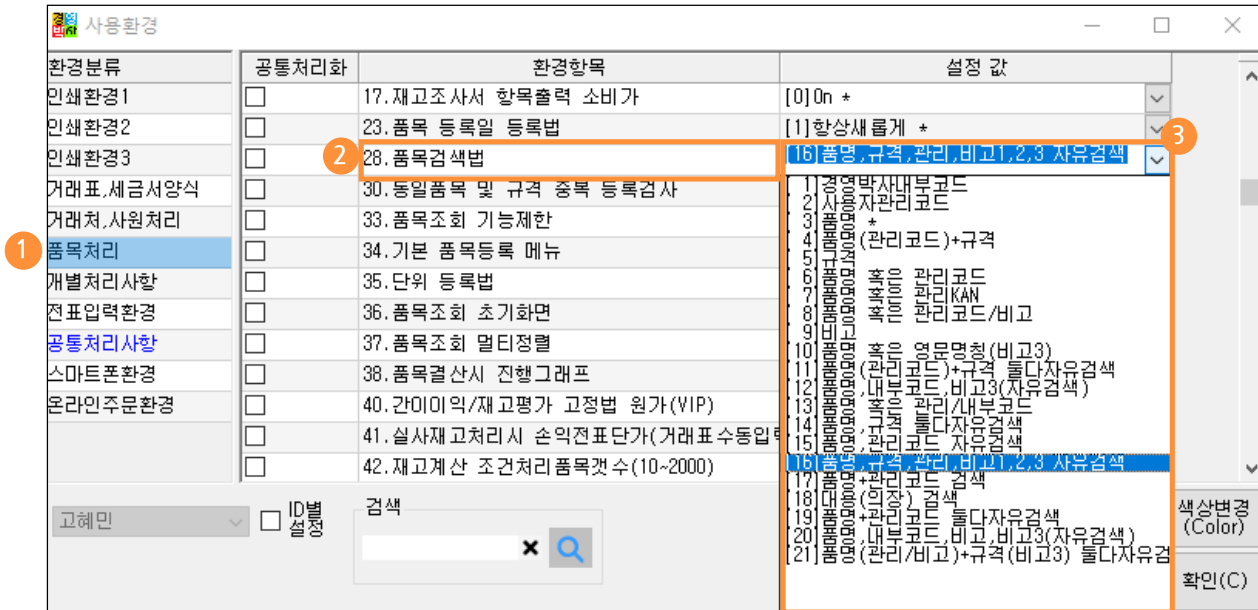 경영박사 사용환경
환경분류 공통처리화 환경항목 설정 값
인쇄환경1 17.재고조사서 항목출력 소비가 [0]On *
인쇄환경2 23.품목 등록일 등록법 [1]항상새롭게 *
인쇄환경3 2 28.품목검색법 [16]품명,규격,관리,비고1,2,3 자유검색 3
거래표,세금서양식 30.동일품목 및 규격 중복 등록검사
거래처,사원처리 33.품목조회 기능제한
1 품목처리 34.기본 품목등록 메뉴
개별처리사항 35.단위 등록법
전표입력환경 36.품목조회 초기화면
공통처리사항 37.품목조회 멀티정렬
스마트폰환경 38.품목결산시 진행그래프
온라인주문환경 40.간이이익/재고평가 고정법 원가(VIP)
41.실사재고처리시 손익전표단가(거래표수동입력
42.재고계산 조건처리품목갯수(10~2000)
[ 1]경영박사내부코드
[ 2]사용자관리코드
[ 3]품명 *
[ 4]품명(관리코드)+규격
[ 5]규격
[ 6]품명 혹은 관리코드
[ 7]품명 혹은 관리KAN
[ 8]품명 혹은 관리코드/비고
[ 9]비고
[10]품명 혹은 영문명칭(비고3)
[11]품명(관리코드)+규격 둘다자유검색
[12]품명,내부코드,비고3(자유검색)
[13]품명 혹은 관리/내부코드
[14]품명,규격 둘다자유검색
[15]품명,관리코드 자유검색
[16]품명,규격,관리,비고1,2,3 자유검색
[17]품명+관리코드 검색
[18]대용(의장) 검색
[19]품명+관리코드 둘다자유검색
[20]품명,내부코드,비고,비고3(자유검색)
[21]품명(관리/비고)+규격(비고3) 둘다자유검
고혜민 ID별 설정 검색
색상변경
(Color)
확인(C)